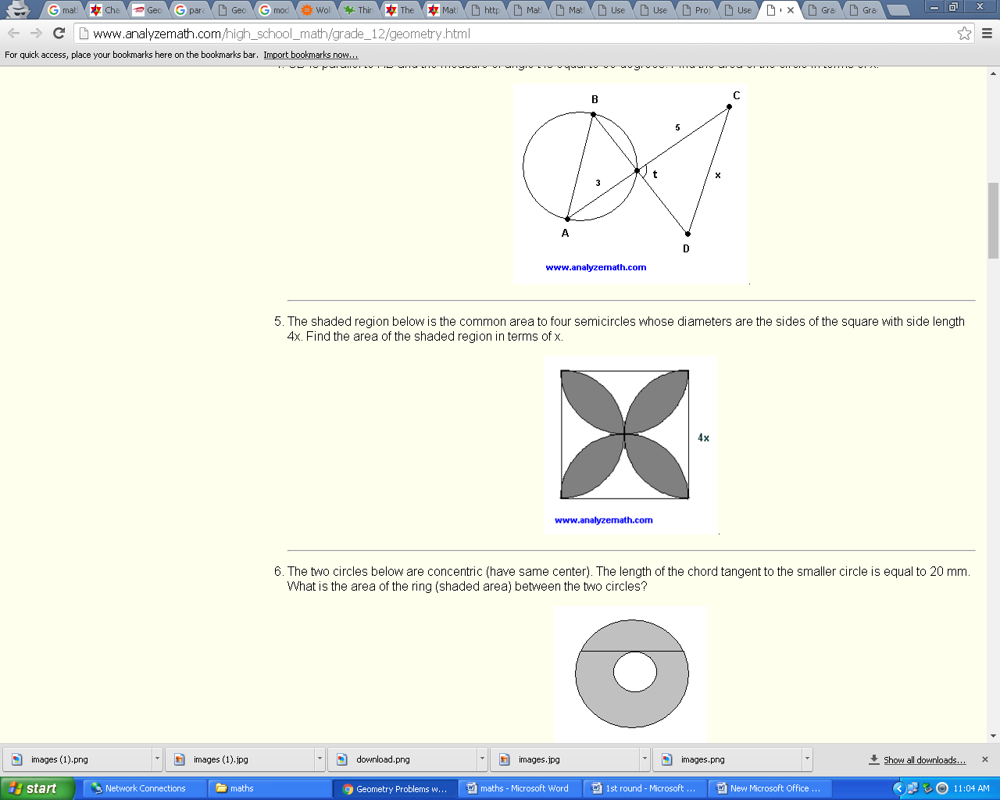 mati
Cha
Geo
para
Geo
mod
Woll
Thin
The
Mat
http
Mat
Mat
Use
Use
Proj
Use
Gra
Gra
www.analyzemath.com/high_school_math/grade_12/geometry.html
For quick access, place your bookmarks here on the bookmarks bar. Import bookmarks now...
B
C
5
3
t
x
A
D
www.analyzemath.com
5. The shaded region below is the common area to four semicircles whose diameters are the sides of the square with side length
4x. Find the area of the shaded region in terms of x.
4x
www.analyzemath.com
6. The two circles below are concentric (have same center). The length of the chord tangent to the smaller circle is equal to 20 mm.
What is the area of the ring (shaded area) between the two circles?
images (1).png
images (1).jpg
download.png
images.jpg
images.png
Show all downloads...
start
Network Connections
maths
Geometry Problems w...
maths - Microsoft Word
1st round - Microsoft ...
New Microsoft Office ...
11:04 AM